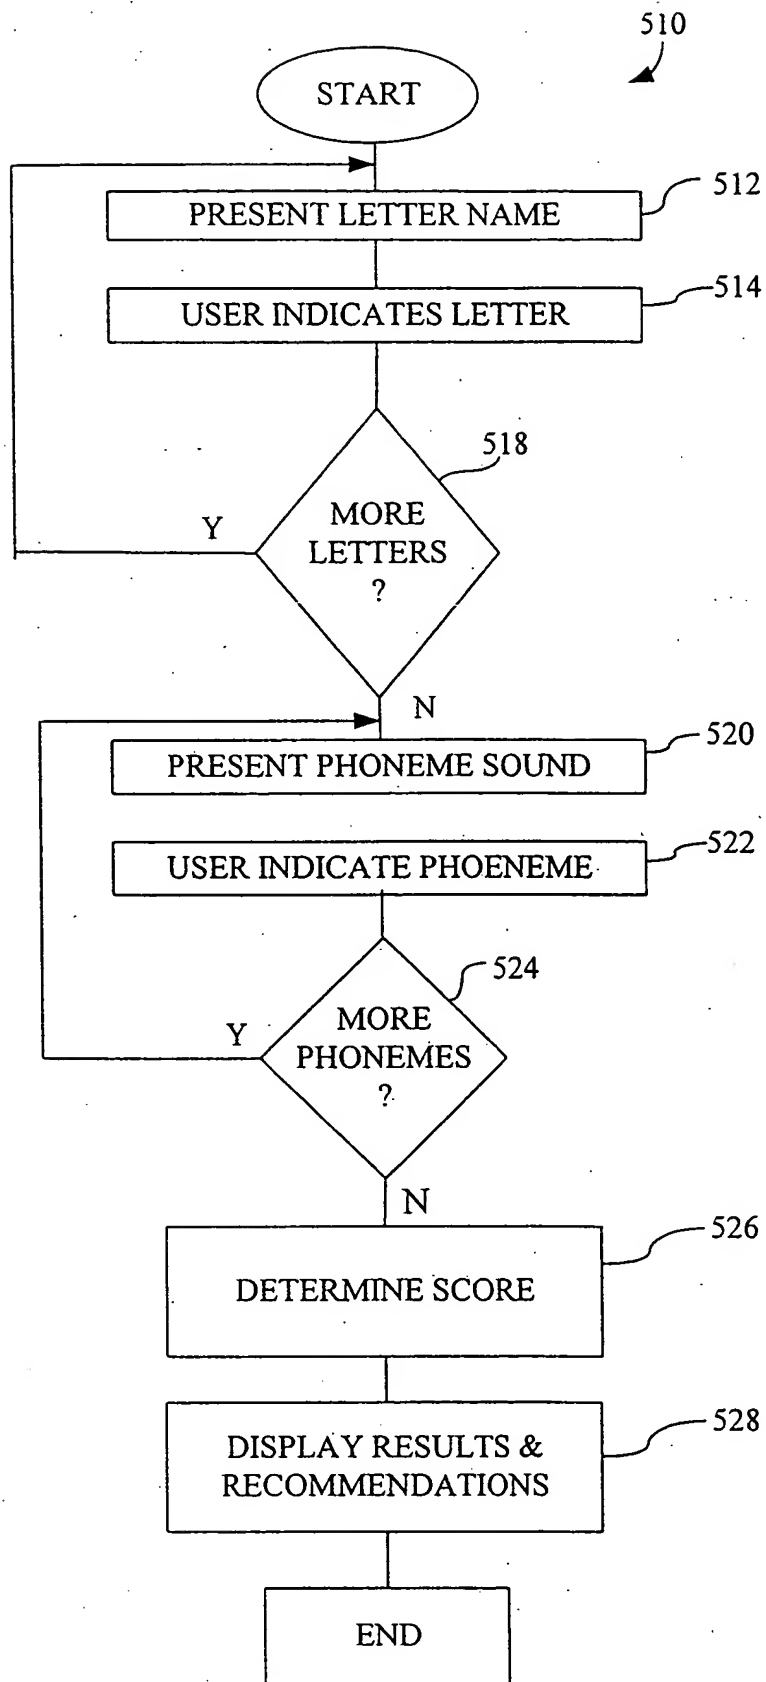 510
START
PRESENT LETTER NAME
512
USER INDICATES LETTER
514
518
MORE
LETTERS
?
Y
N
PRESENT PHONEME SOUND
520
USER INDICATE PHOENEME
522
524
MORE
PHONEMES
?
Y
N
DETERMINE SCORE
526
DISPLAY RESULTS &
RECOMMENDATIONS
528
END